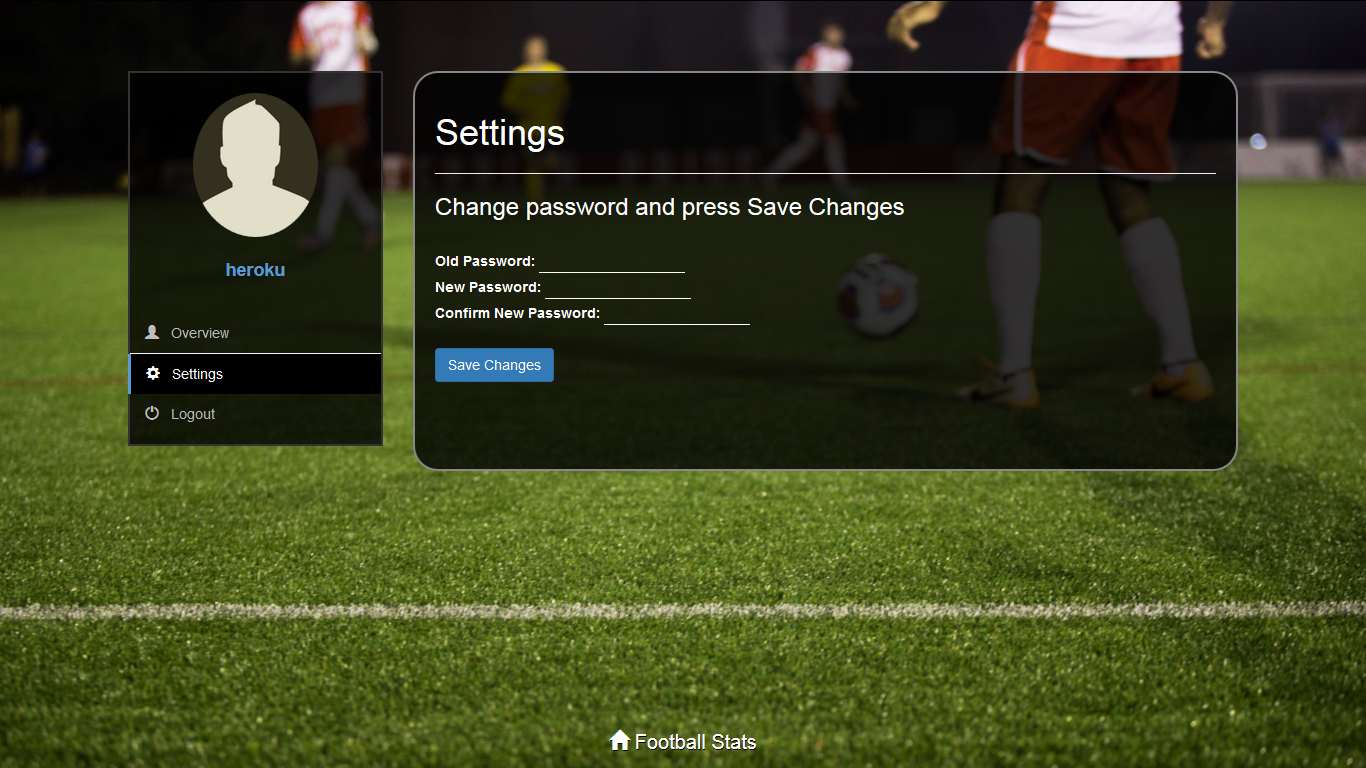 heroku
Overview
Settings
Logout
Settings
Change password and press Save Changes
Old Password:
New Password:
Confirm New Password:
Save Changes
Football Stats